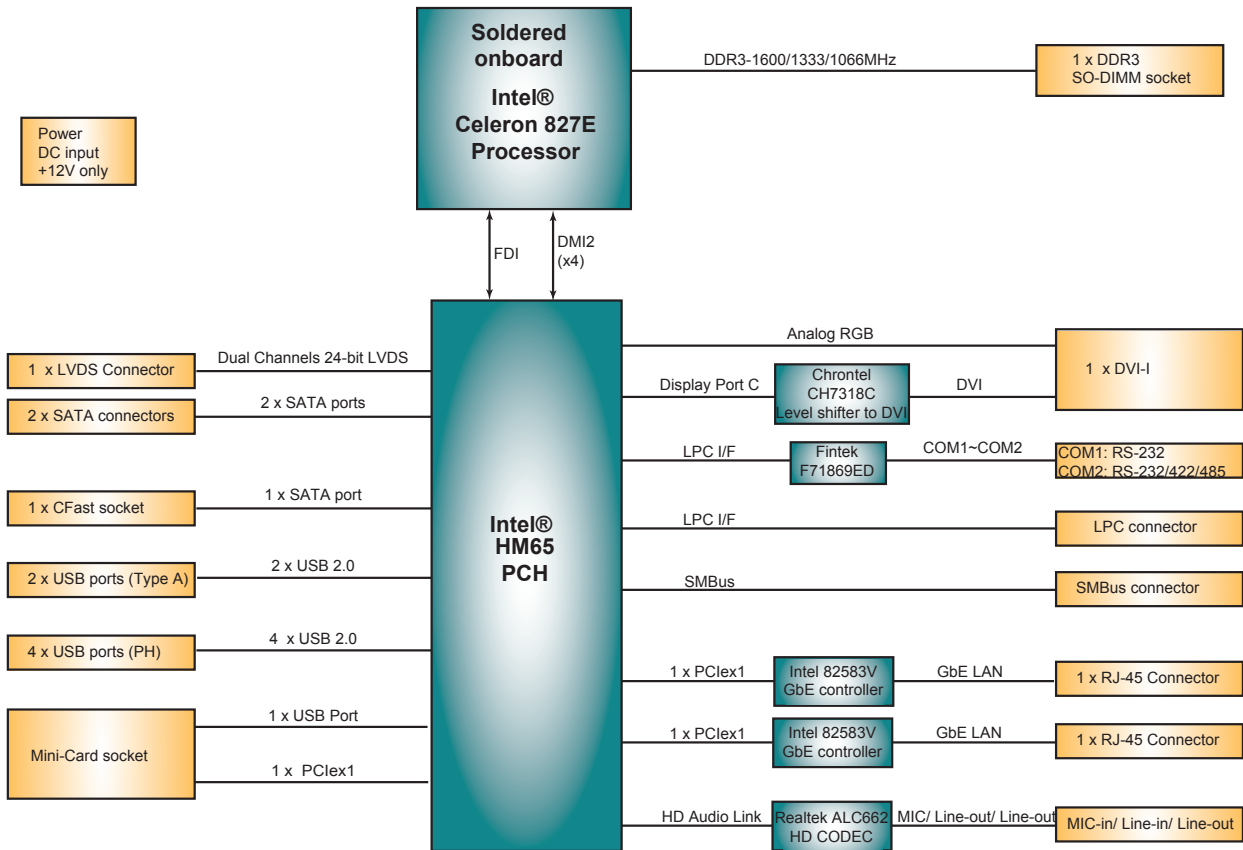 Soldered
onboard
Intel®
Celeron 827E
Processor
DDR3-1600/1333/1066MHz
1 x DDR3
SO-DIMM socket
Power
DC input
+12V only
FDI
DMI2
(x4)
Intel®
HM65
PCH
1 x LVDS Connector
Dual Channels 24-bit LVDS
2 x SATA connectors
2 x SATA ports
1 x CFast socket
1 x SATA port
2 x USB ports (Type A)
2 x USB 2.0
4 x USB ports (PH)
4 x USB 2.0
Mini-Card socket
1 x USB Port
1 x PCIex1
Analog RGB
1 x DVI-I
Display Port C
Chrontel
CH7318C
Level shifter to DVI
DVI
LPC I/F
Fintek
F71869ED
COM1~COM2
COM1: RS-232
COM2: RS-232/422/485
LPC I/F
LPC connector
SMBus
SMBus connector
1 x PCIex1
Intel 82583V
GbE controller
GbE LAN
1 x RJ-45 Connector
1 x PCIex1
Intel 82583V
GbE controller
GbE LAN
1 x RJ-45 Connector
HD Audio Link
Realtek ALC662
HD CODEC
MIC/ Line-out/ Line-out
MIC-in/ Line-in/ Line-out